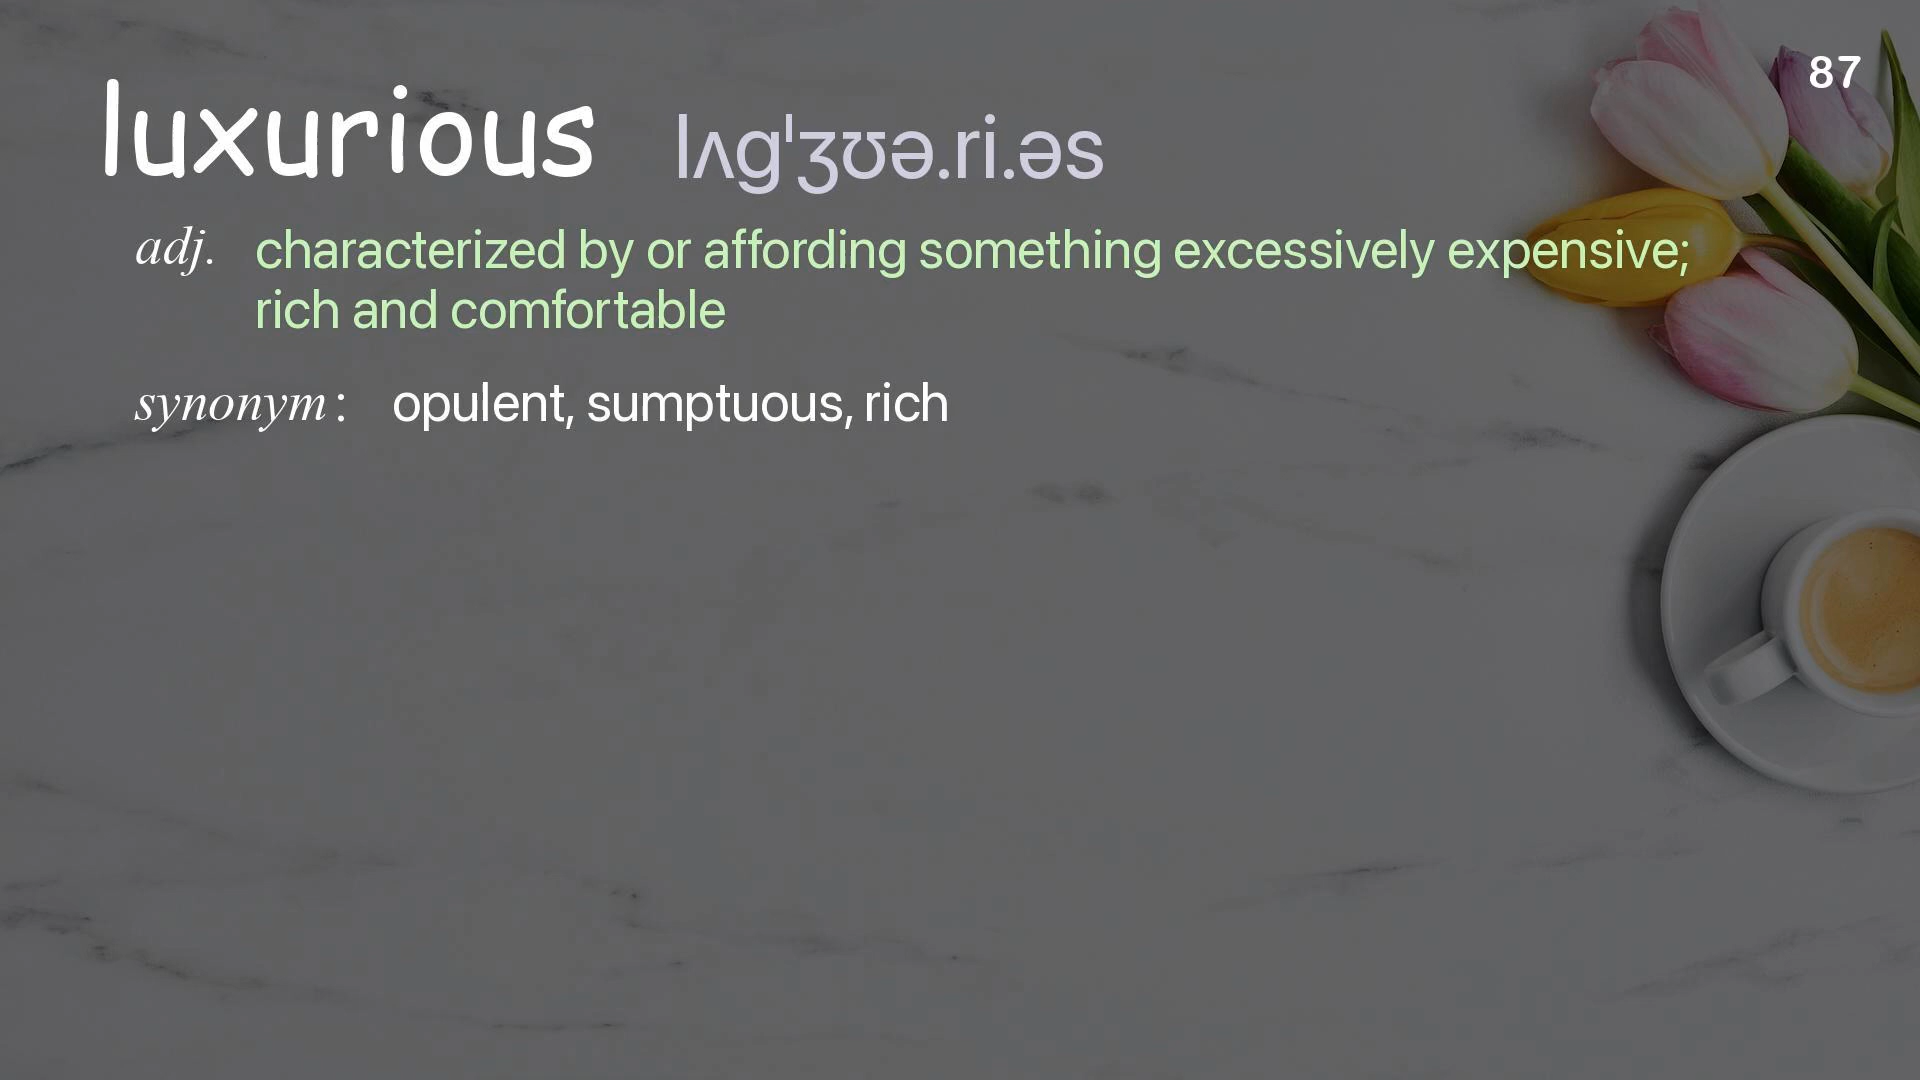 87
luxurious lʌgˈʒʊə.ri.əs
adj. characterized by or affording something excessively expensive;
rich and comfortable
synonym: opulent, sumptuous, rich